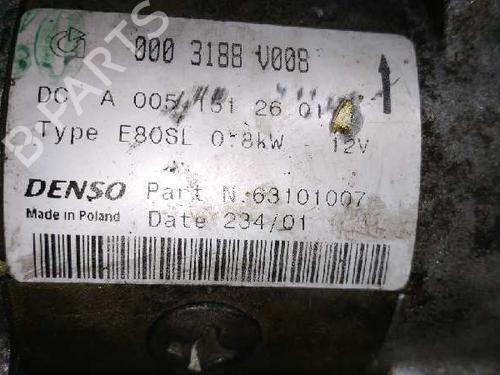 000 3188 V008
DC A 005 151 26 01
Type E80SL 0.8kW - 12V
DENSO Part N.63101007
Made in Poland Date 234/01
B-Parts